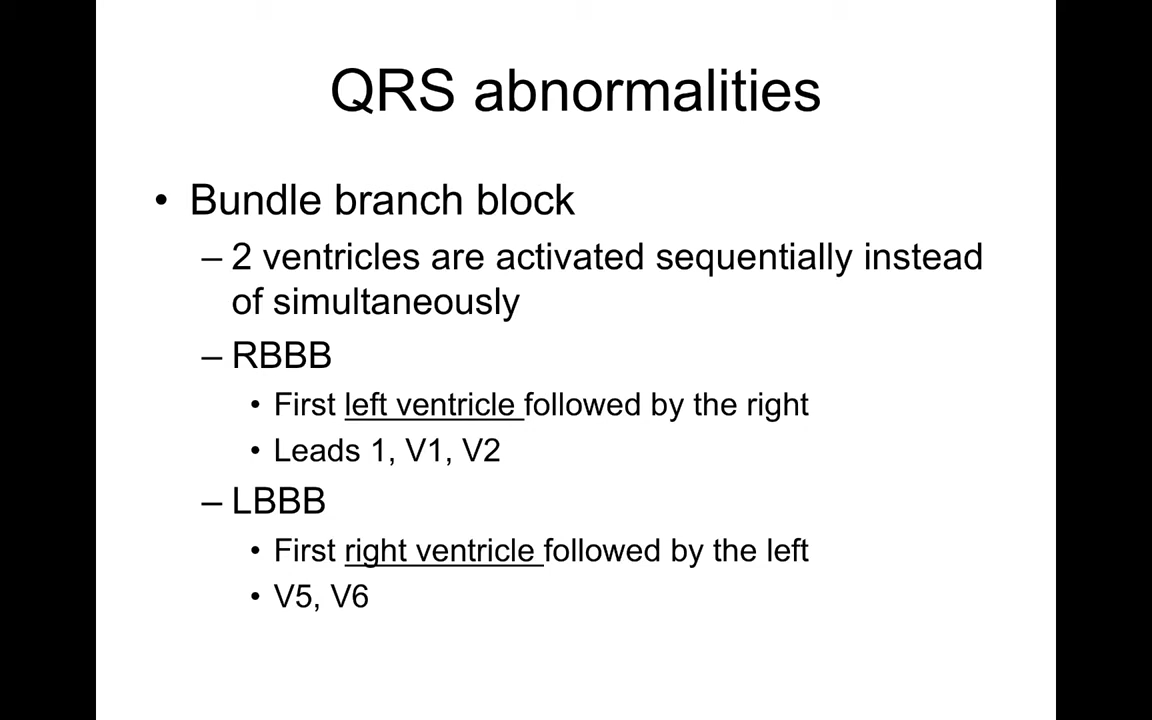 QRS abnormalities
• Bundle branch block
– 2 ventricles are activated sequentially instead
of simultaneously
– RBBB
• First left ventricle followed by the right
• Leads 1, V1, V2
– LBBB
• First right ventricle followed by the left
• V5, V6